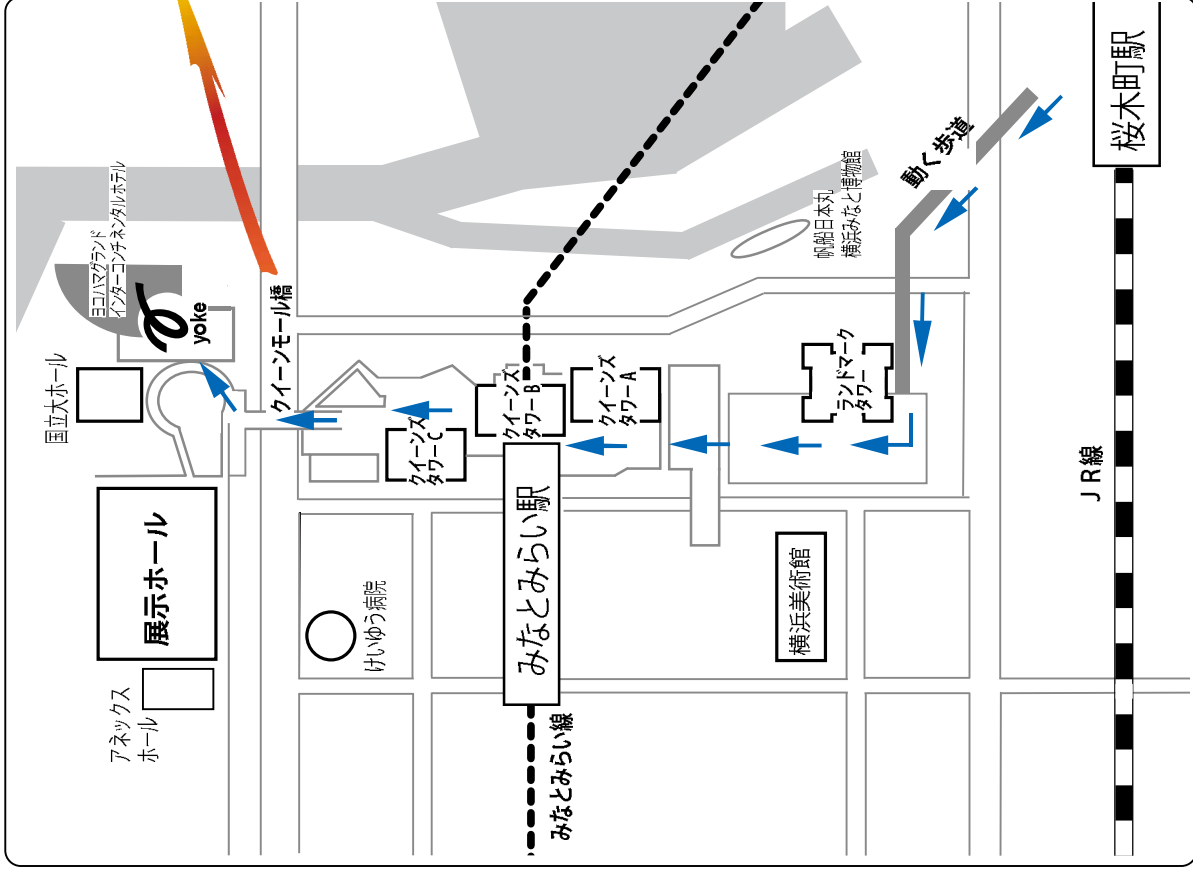 桜木町駅
動く歩道
帆船日本丸
横浜みなと博物館
ヨコハマグランド
インターコンチネンタルホテル
yoke
クイーンモール橋
国立大ホール
クイーンズ
タワーB
クイーンズ
タワーA
ランドマーク
タワー
クイーンズ
タワーC
JR線
展示ホール
みなとみらい駅
横浜美術館
けいゆう病院
アネックス
ホール
みなとみらい線